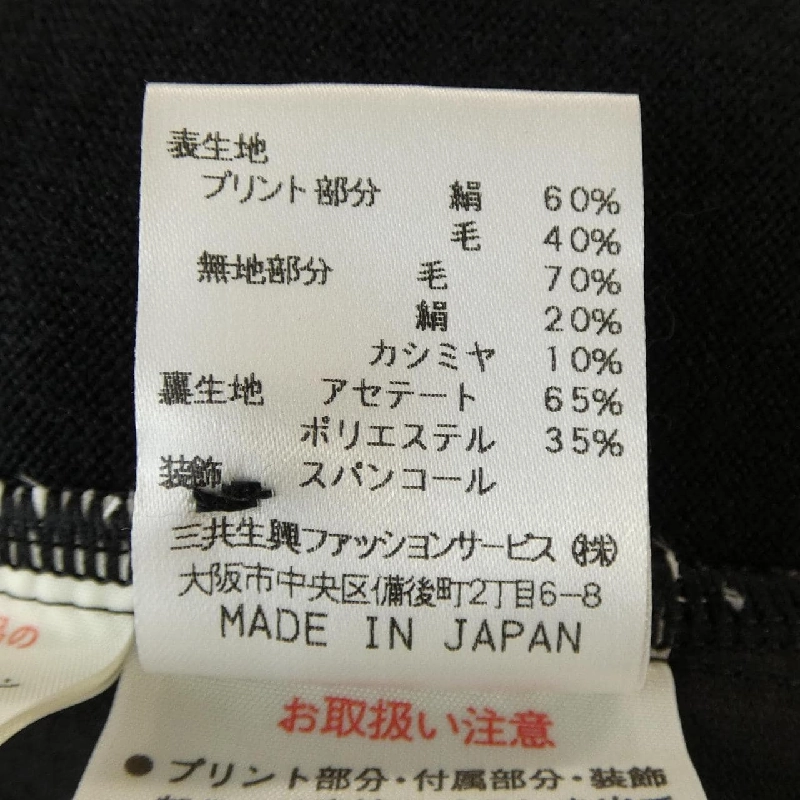 表生地
プリント部分 絹 60%
毛 40%
無地部分 毛 70%
絹 20%
カシミヤ 10%
裏生地 アセテート 65%
ポリエステル 35%
装飾 スパンコール
三共生興ファッションサービス㈱
大阪市中央区備後町2丁目6-8
MADE IN JAPAN
お取扱い注意
●プリント部分・付属部分・装飾